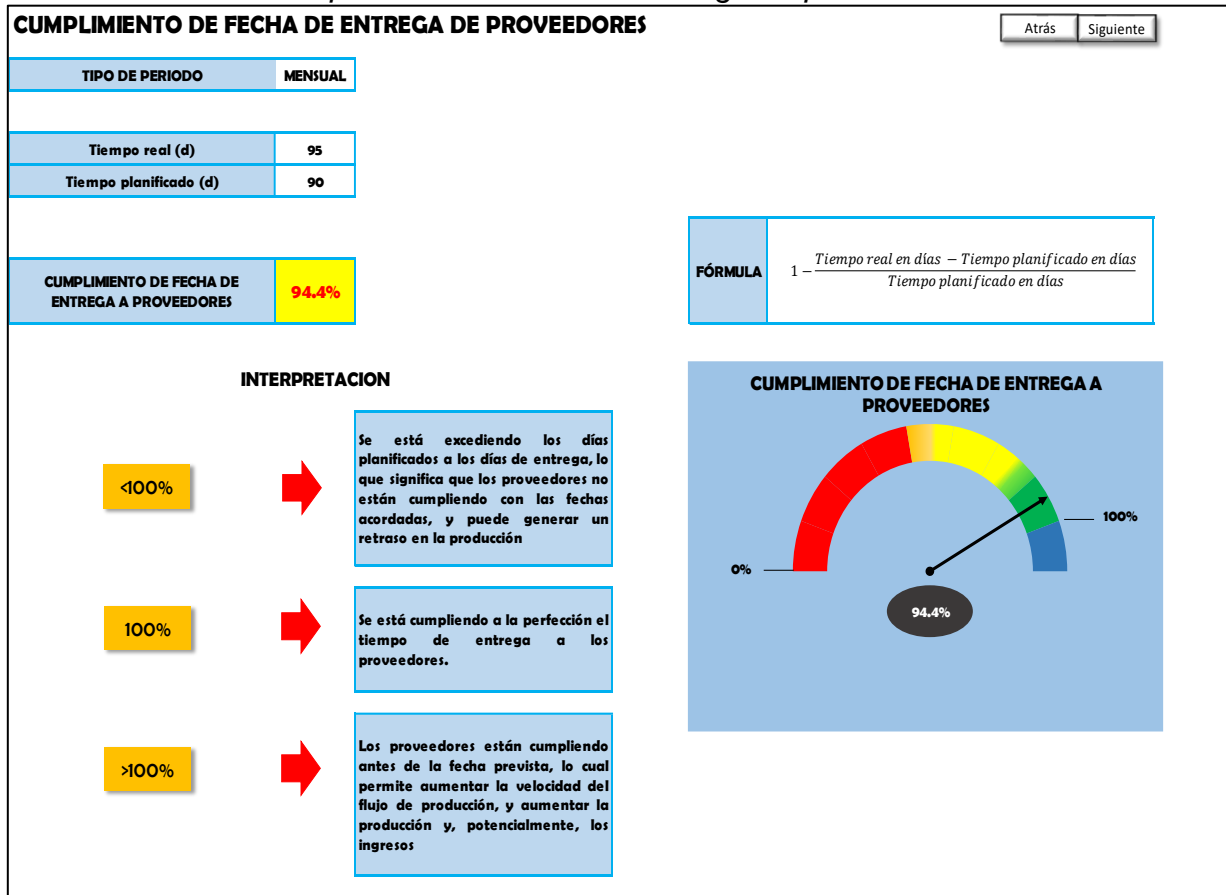 CUMPLIMIENTO DE FECHA DE ENTREGA DE PROVEEDORES
Atrás
Siguiente
TIPO DE PERIODO
MENSUAL
Tiempo real (d)
95
Tiempo planificado (d)
90
CUMPLIMIENTO DE FECHA DE
ENTREGA A PROVEEDORES
94.4%
FÓRMULA
1 − Tiempo real en días − Tiempo planificado en días
Tiempo planificado en días
INTERPRETACION
<100%
Se está excediendo los días
planificados a los días de entrega, lo
que significa que los proveedores no
están cumpliendo con las fechas
acordadas, y puede generar un
retraso en la producción
100%
Se está cumpliendo a la perfección el
tiempo de entrega a los
proveedores.
>100%
Los proveedores están cumpliendo
antes de la fecha prevista, lo cual
permite aumentar la velocidad del
flujo de producción, y aumentar la
producción y, potencialmente, los
ingresos
CUMPLIMIENTO DE FECHA DE ENTREGA A
PROVEEDORES
100%
0%
94.4%